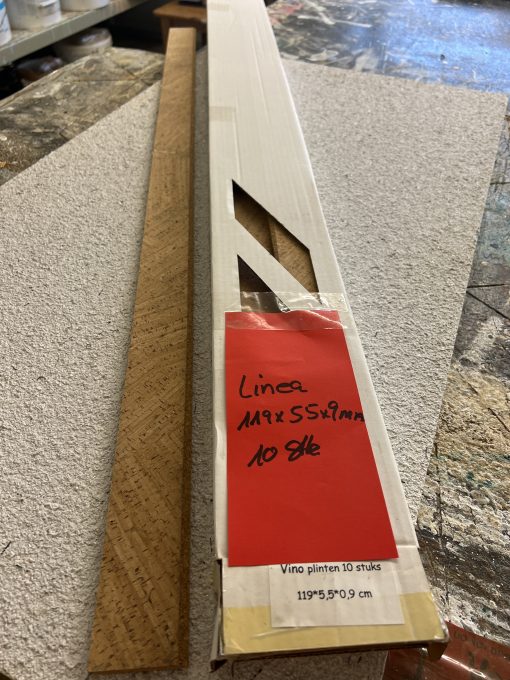 Linea
119x55x9mm
10 Stk
Vino plinten 10 stuks
119*5,5*0,9 cm